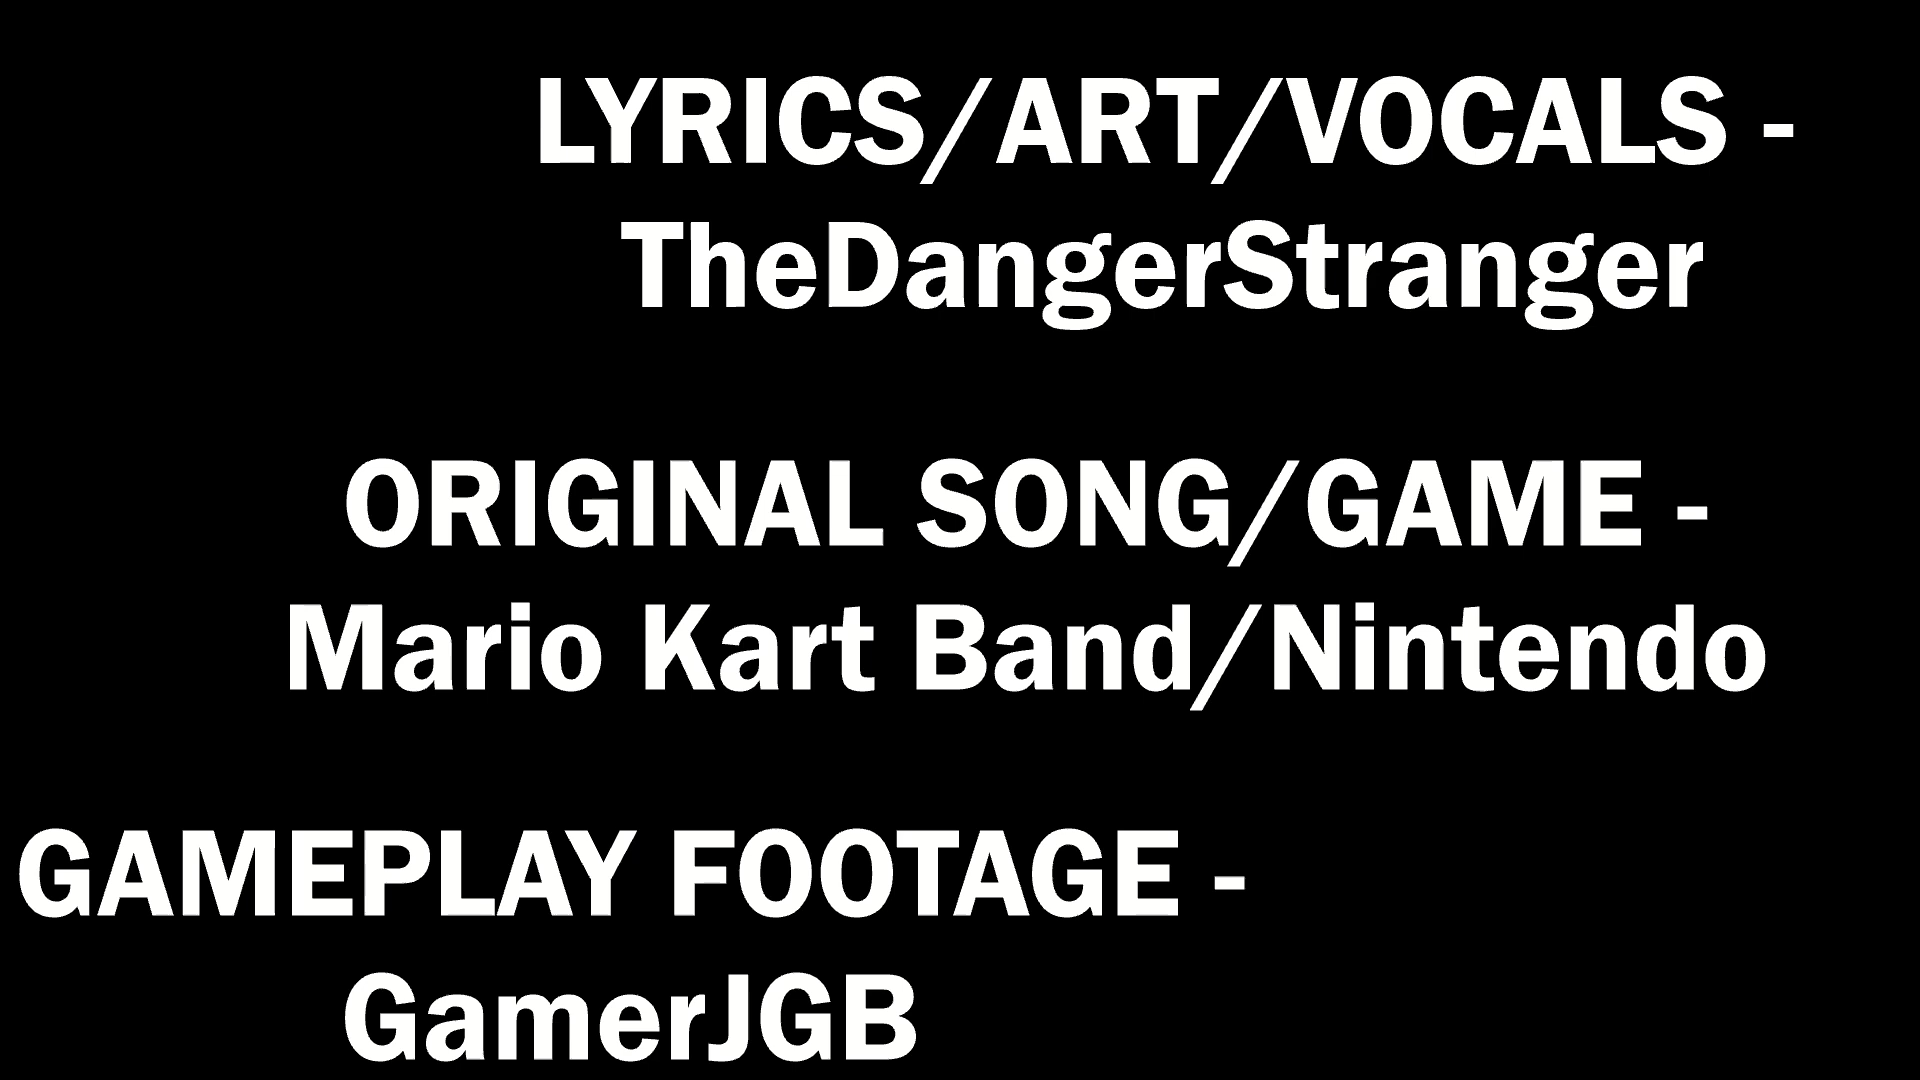 LYRICS/ART/VOCALS -
TheDangerStranger
ORIGINAL SONG/GAME -
Mario Kart Band/Nintendo
GAMEPLAY FOOTAGE -
GamerJGB